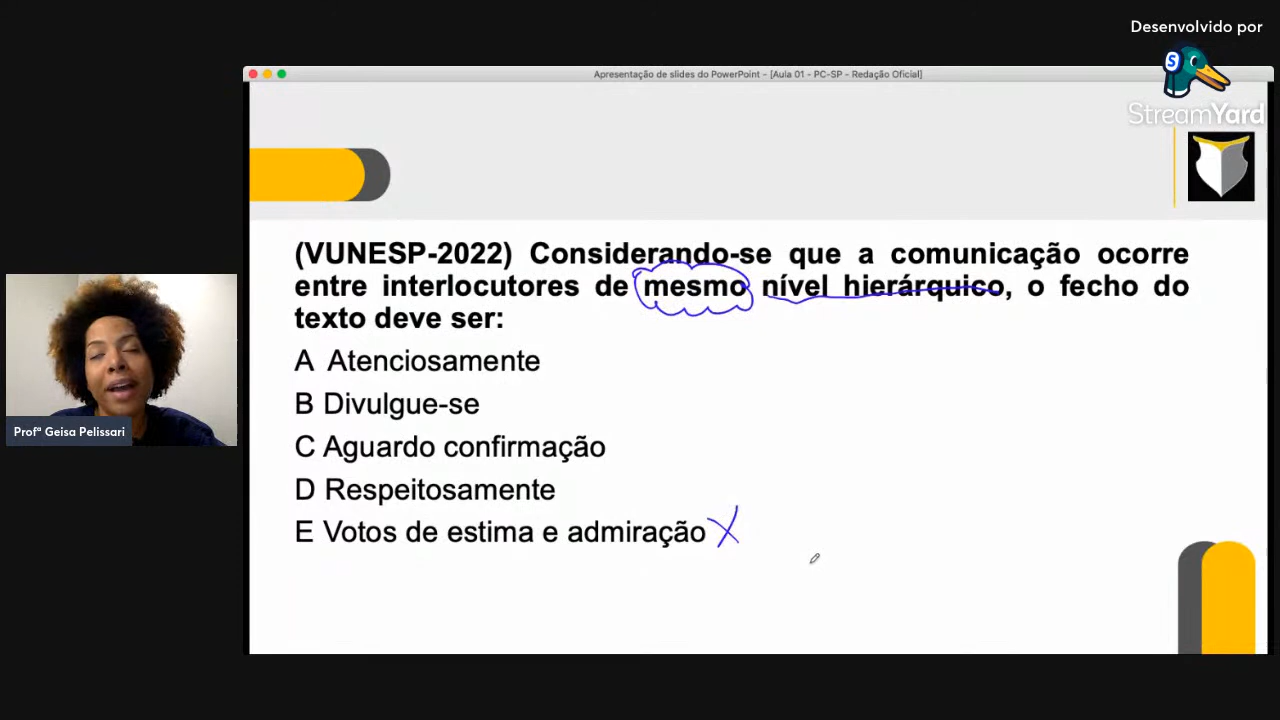 Desenvolvido por
S
StreamYard
Apresentação de slides do PowerPoint - [Aula 01 - PC-SP - Redação Oficial]
(VUNESP-2022) Considerando-se que a comunicação ocorre
entre interlocutores de mesmo nível hierárquico, o fecho do
texto deve ser:
A Atenciosamente
B Divulgue-se
C Aguardo confirmação
D Respeitosamente
E Votos de estima e admiração
Profª Geisa Pelissari